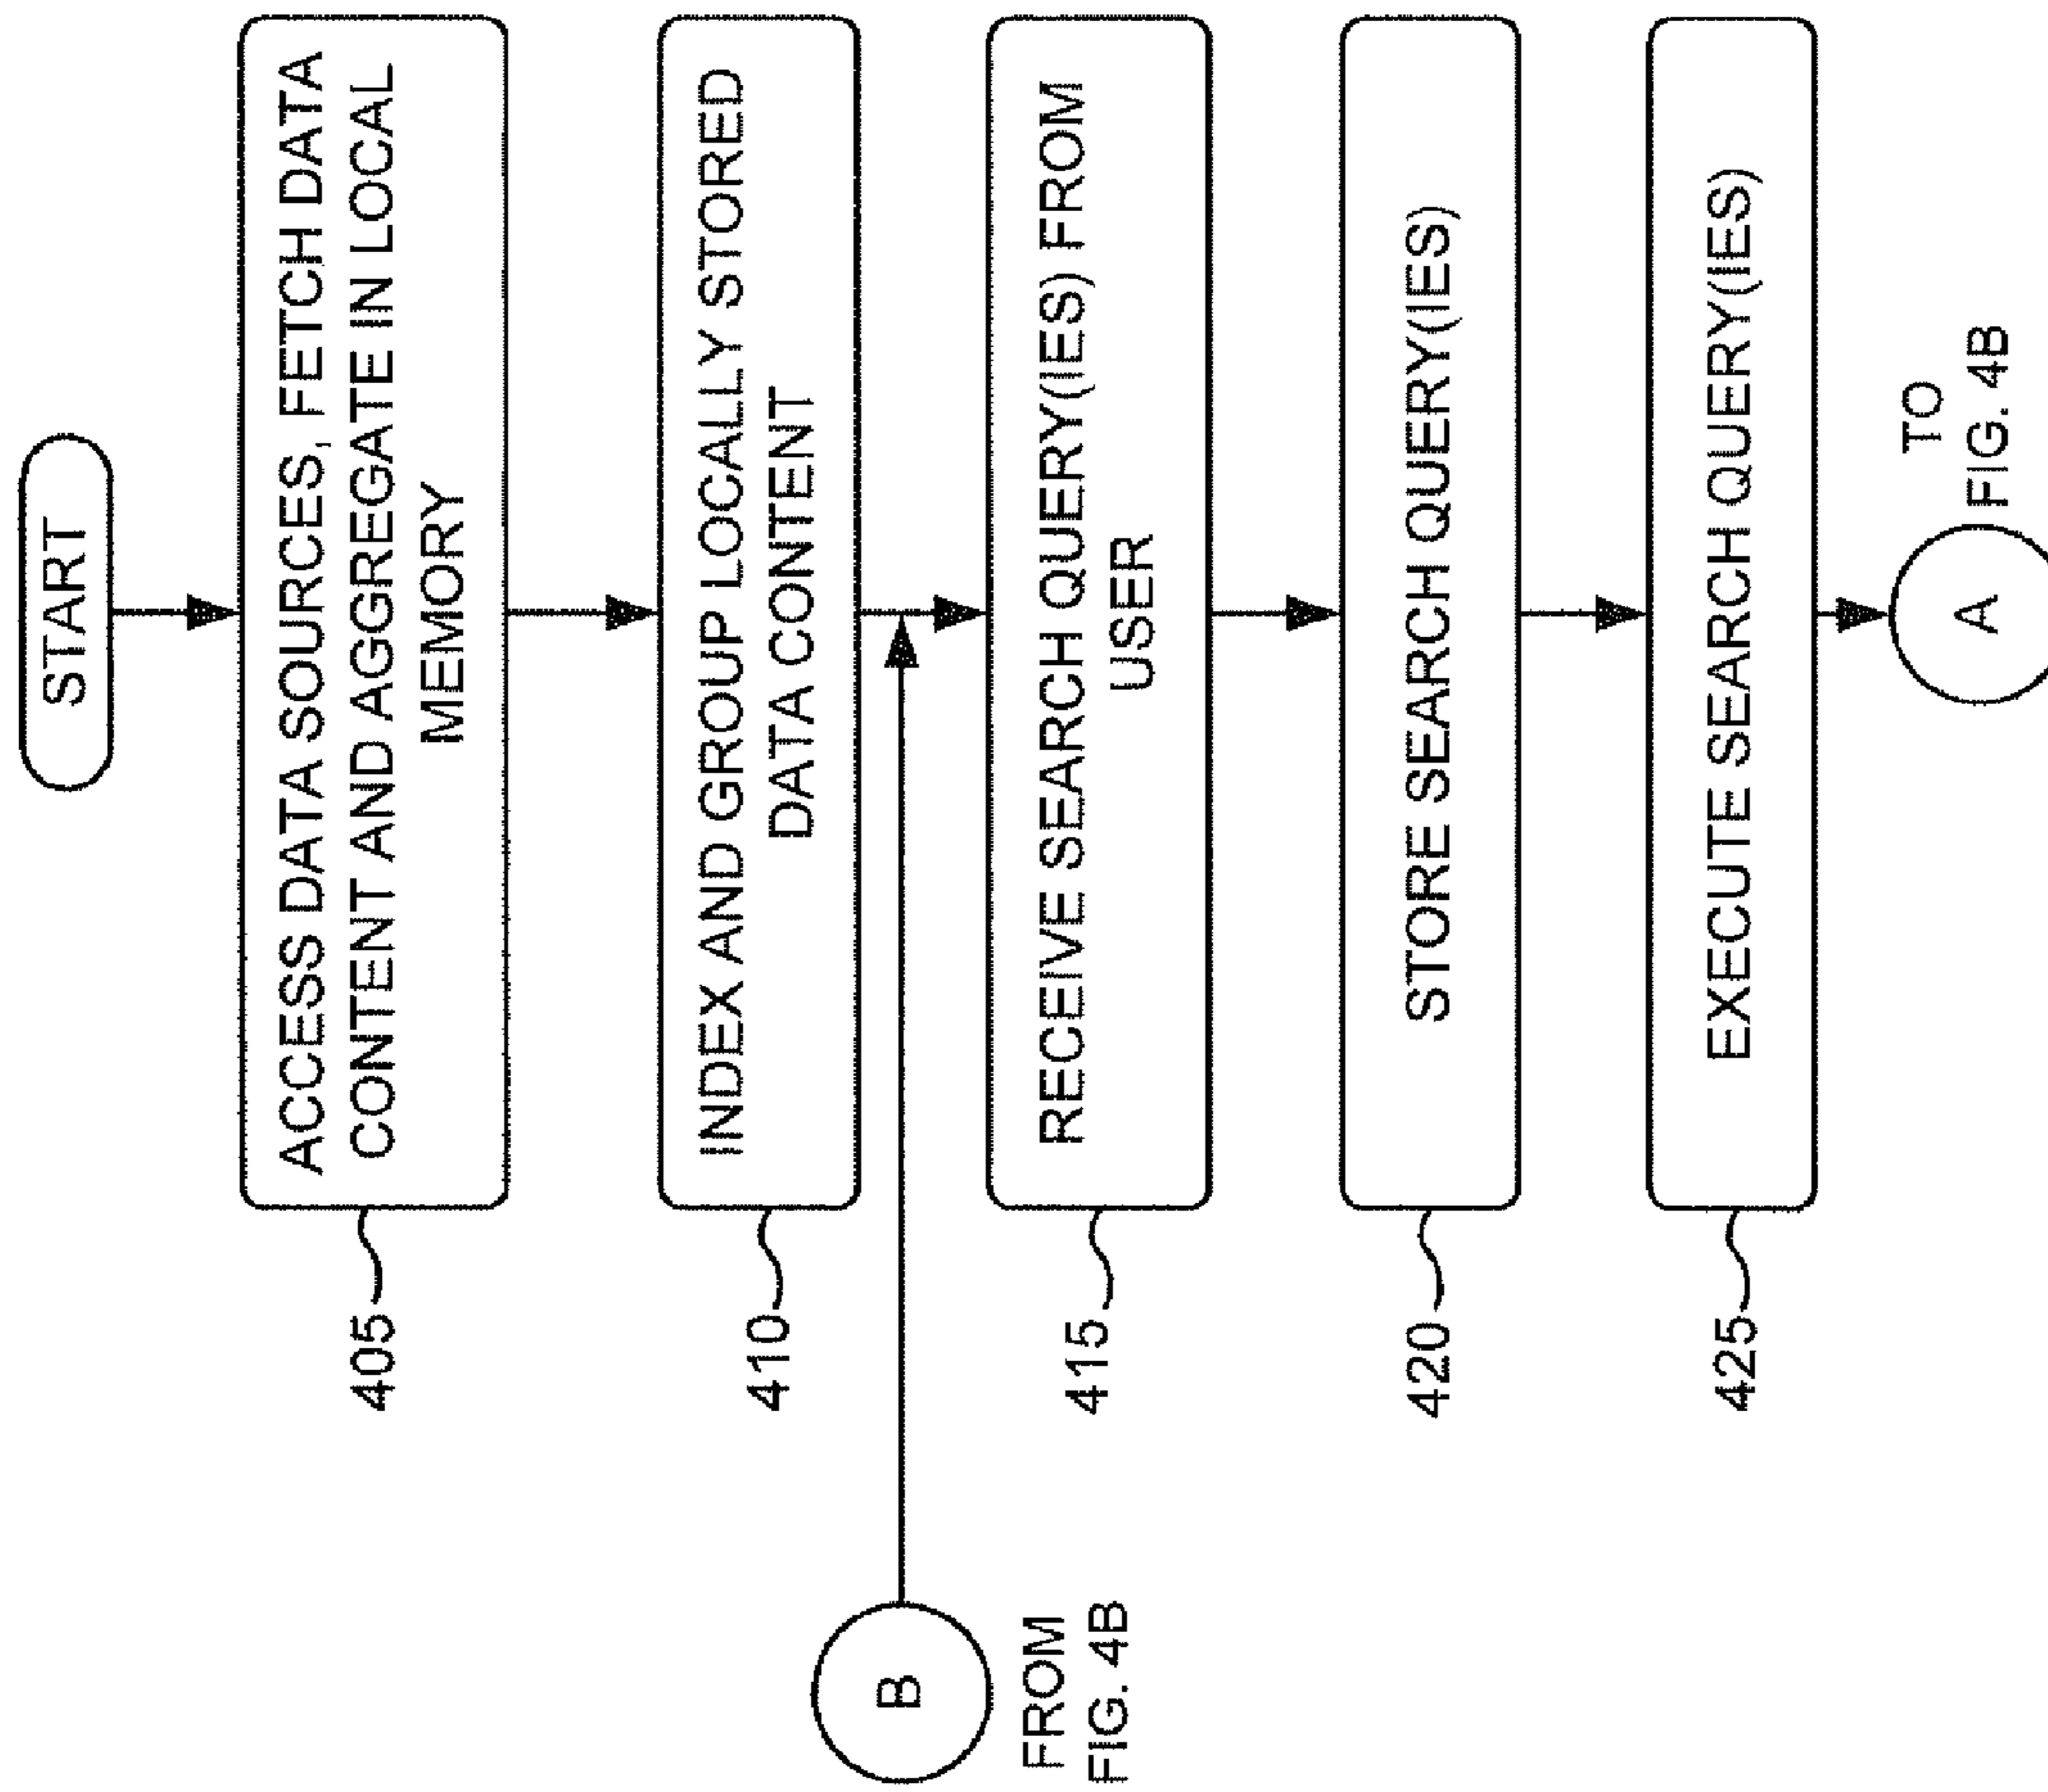 START
ACCESS DATA SOURCES, FETCH DATA
CONTENT AND AGGREGATE IN LOCAL
MEMORY
405
INDEX AND GROUP LOCALLY STORED
DATA CONTENT
410
B
FROM
FIG. 4B
RECEIVE SEARCH QUERY(IES) FROM
USER
415
STORE SEARCH QUERY(IES)
420
EXECUTE SEARCH QUERY(IES)
425
A
TO
FIG. 4B